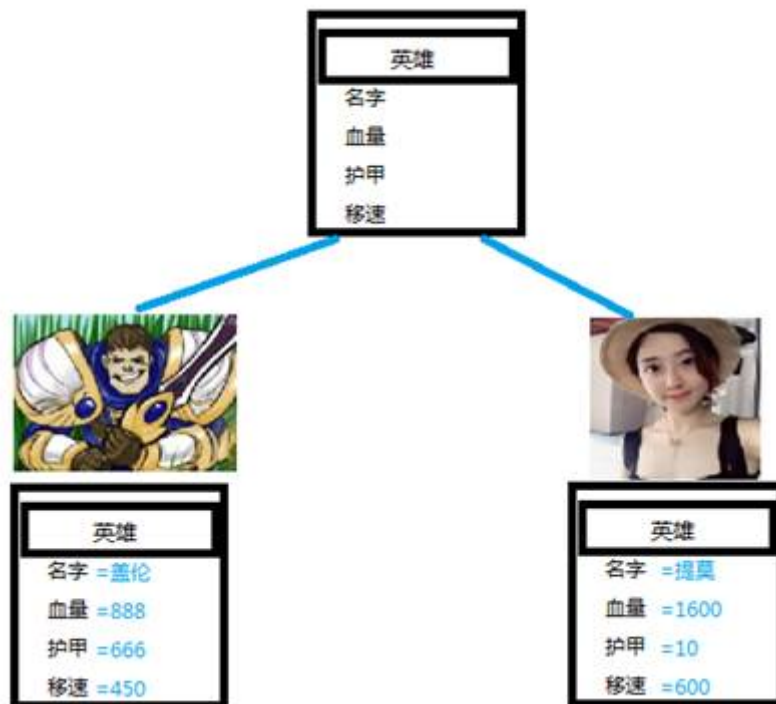 英雄
名字
血量
护甲
移速
英雄
名字 =盖伦
血量 =888
护甲 =666
移速 =450
英雄
名字 =提莫
血量 =1600
护甲 =10
移速 =600